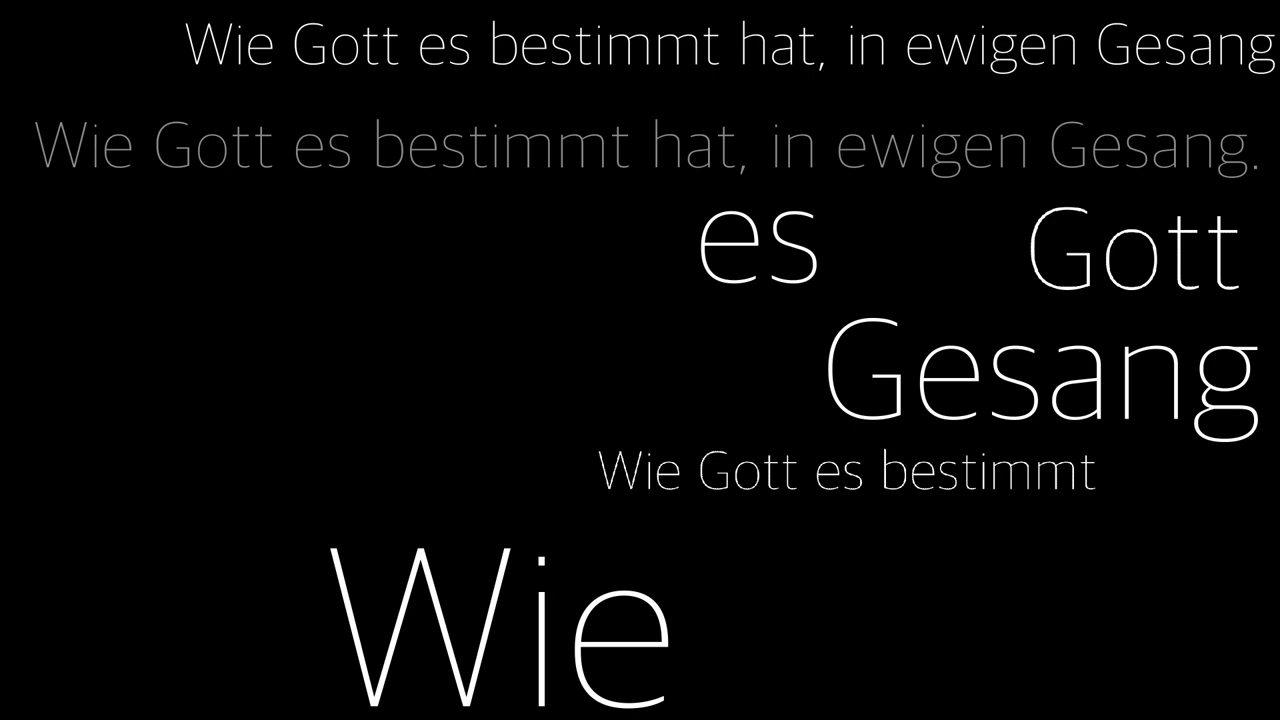 Wie Gott es bestimmt hat, in ewigen Gesang
Wie Gott es bestimmt hat, in ewigen Gesang.
es Gott
Gesang
Wie Gott es bestimmt
Wie